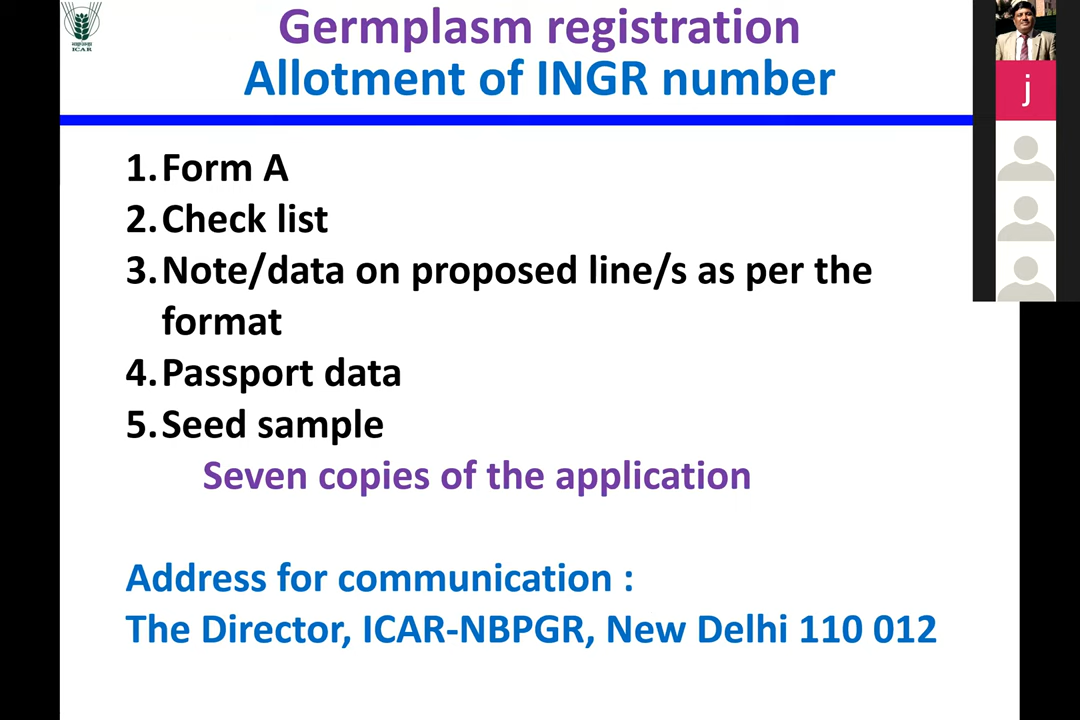 Germplasm registration
Allotment of INGR number
ICAR
j
1. Form A
2. Check list
3. Note/data on proposed line/s as per the
format
4. Passport data
5. Seed sample
Seven copies of the application
Address for communication :
The Director, ICAR-NBPGR, New Delhi 110 012